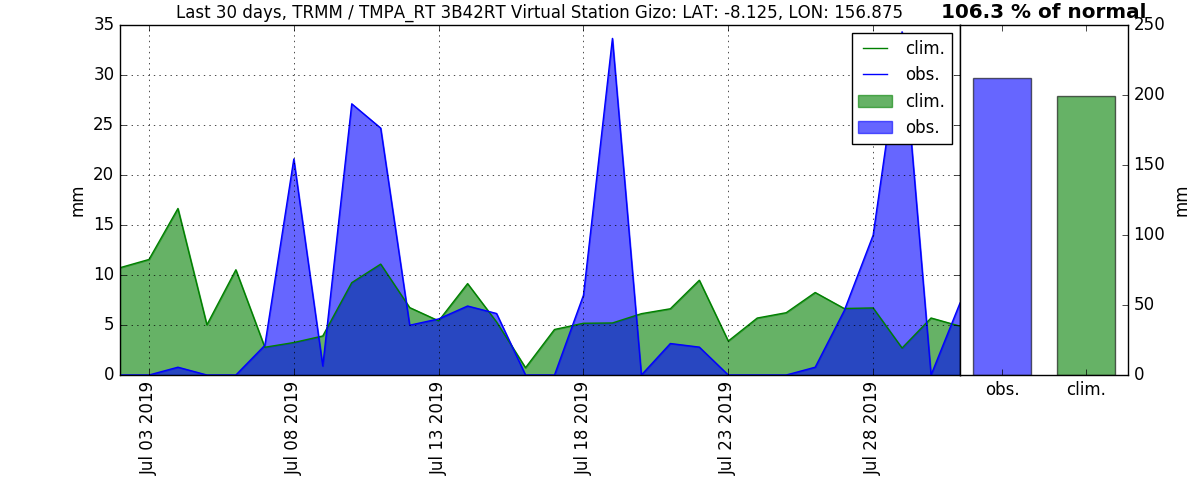 Last 30 days, TRMM / TMPA_RT 3B42RT Virtual Station Gizo: LAT: -8.125, LON: 156.875
106.3 % of normal
35
30
25
20
15
10
5
0
mm
clim.
obs.
clim.
obs.
250
200
150
100
50
0
mm
Jul 03 2019
Jul 08 2019
Jul 13 2019
Jul 18 2019
Jul 23 2019
Jul 28 2019
obs.
clim.